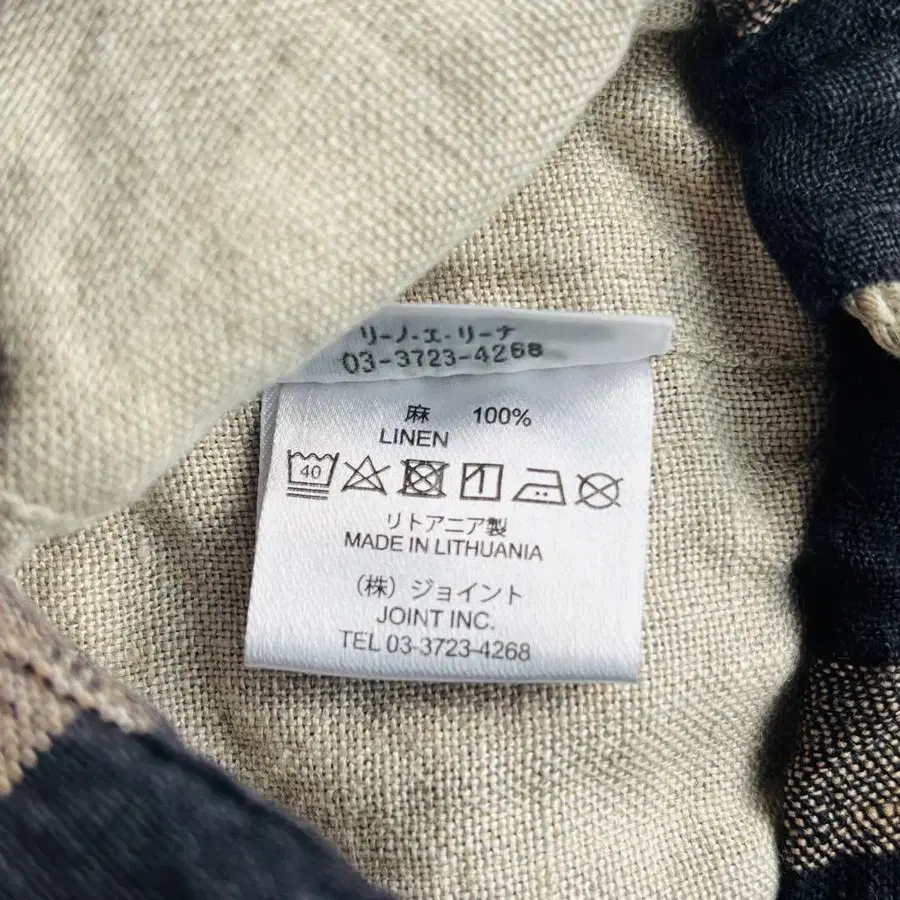 リーノ・エ・リーナ
03-3723-4268
麻 100%
LINEN
40
リトアニア製
MADE IN LITHUANIA
（株）ジョイント
JOINT INC.
TEL 03-3723-4268